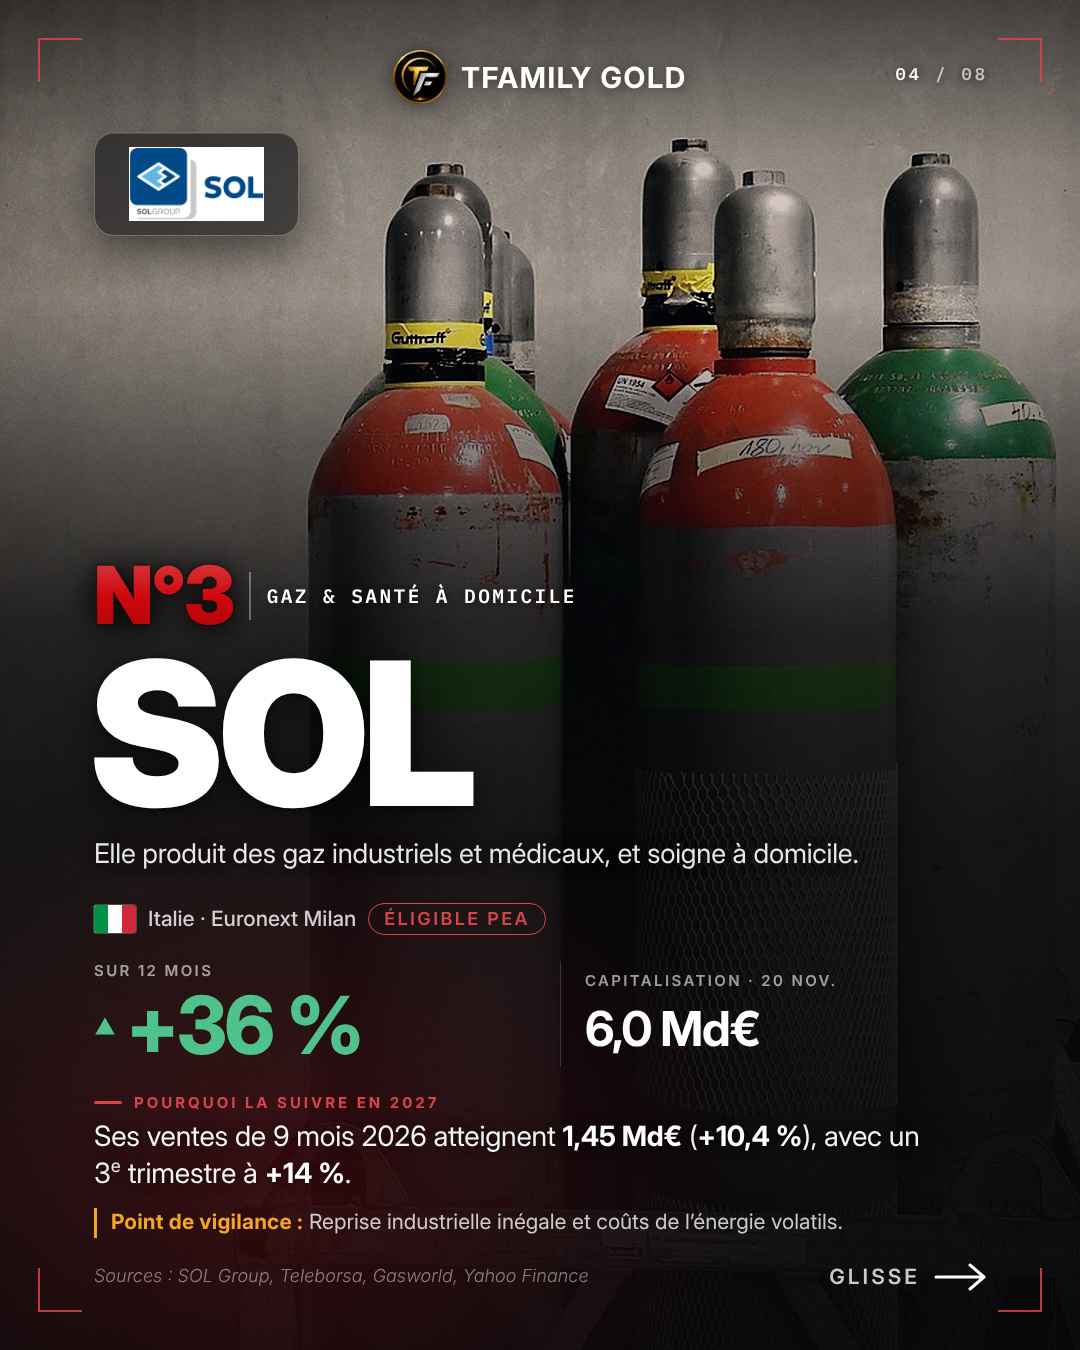 TFAMILY GOLD
04 / 08
SOL
SOLGROUP
Guttroff
Guttroff
UN 1954
180,bar
40.
N°3
GAZ & SANTÉ À DOMICILE
SOL
Elle produit des gaz industriels et médicaux, et soigne à domicile.
Italie · Euronext Milan
ÉLIGIBLE PEA
SUR 12 MOIS
+36 %
CAPITALISATION · 20 NOV.
6,0 Md€
POURQUOI LA SUIVRE EN 2027
Ses ventes de 9 mois 2026 atteignent 1,45 Md€ (+10,4 %), avec un
3e trimestre à +14 %.
Point de vigilance : Reprise industrielle inégale et coûts de l’énergie volatils.
Sources : SOL Group, Teleborsa, Gasworld, Yahoo Finance
GLISSE